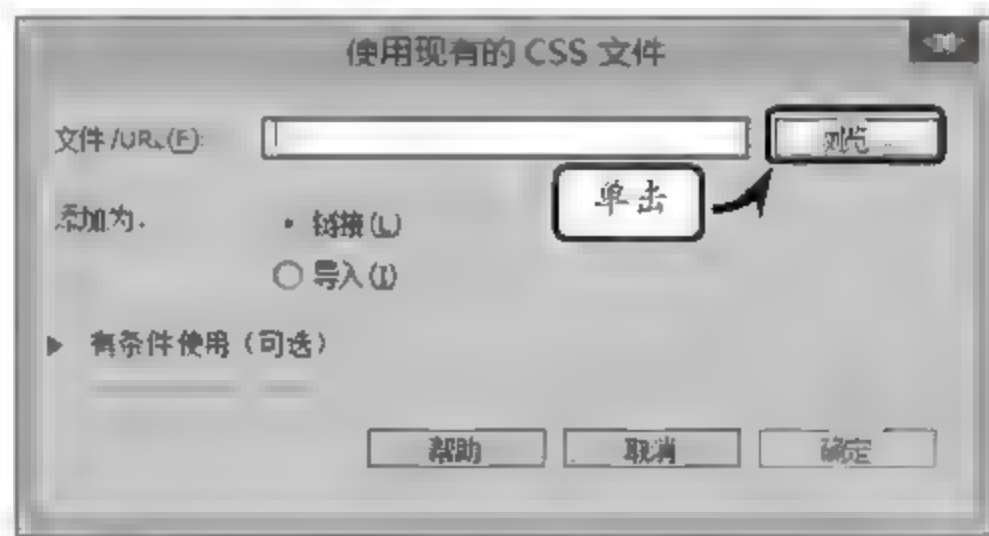 使用现有的 CSS 文件
文件/URL(F):
浏览...
单击
添加为:
链接(L)
导入(I)
有条件使用（可选）
帮助
取消
确定